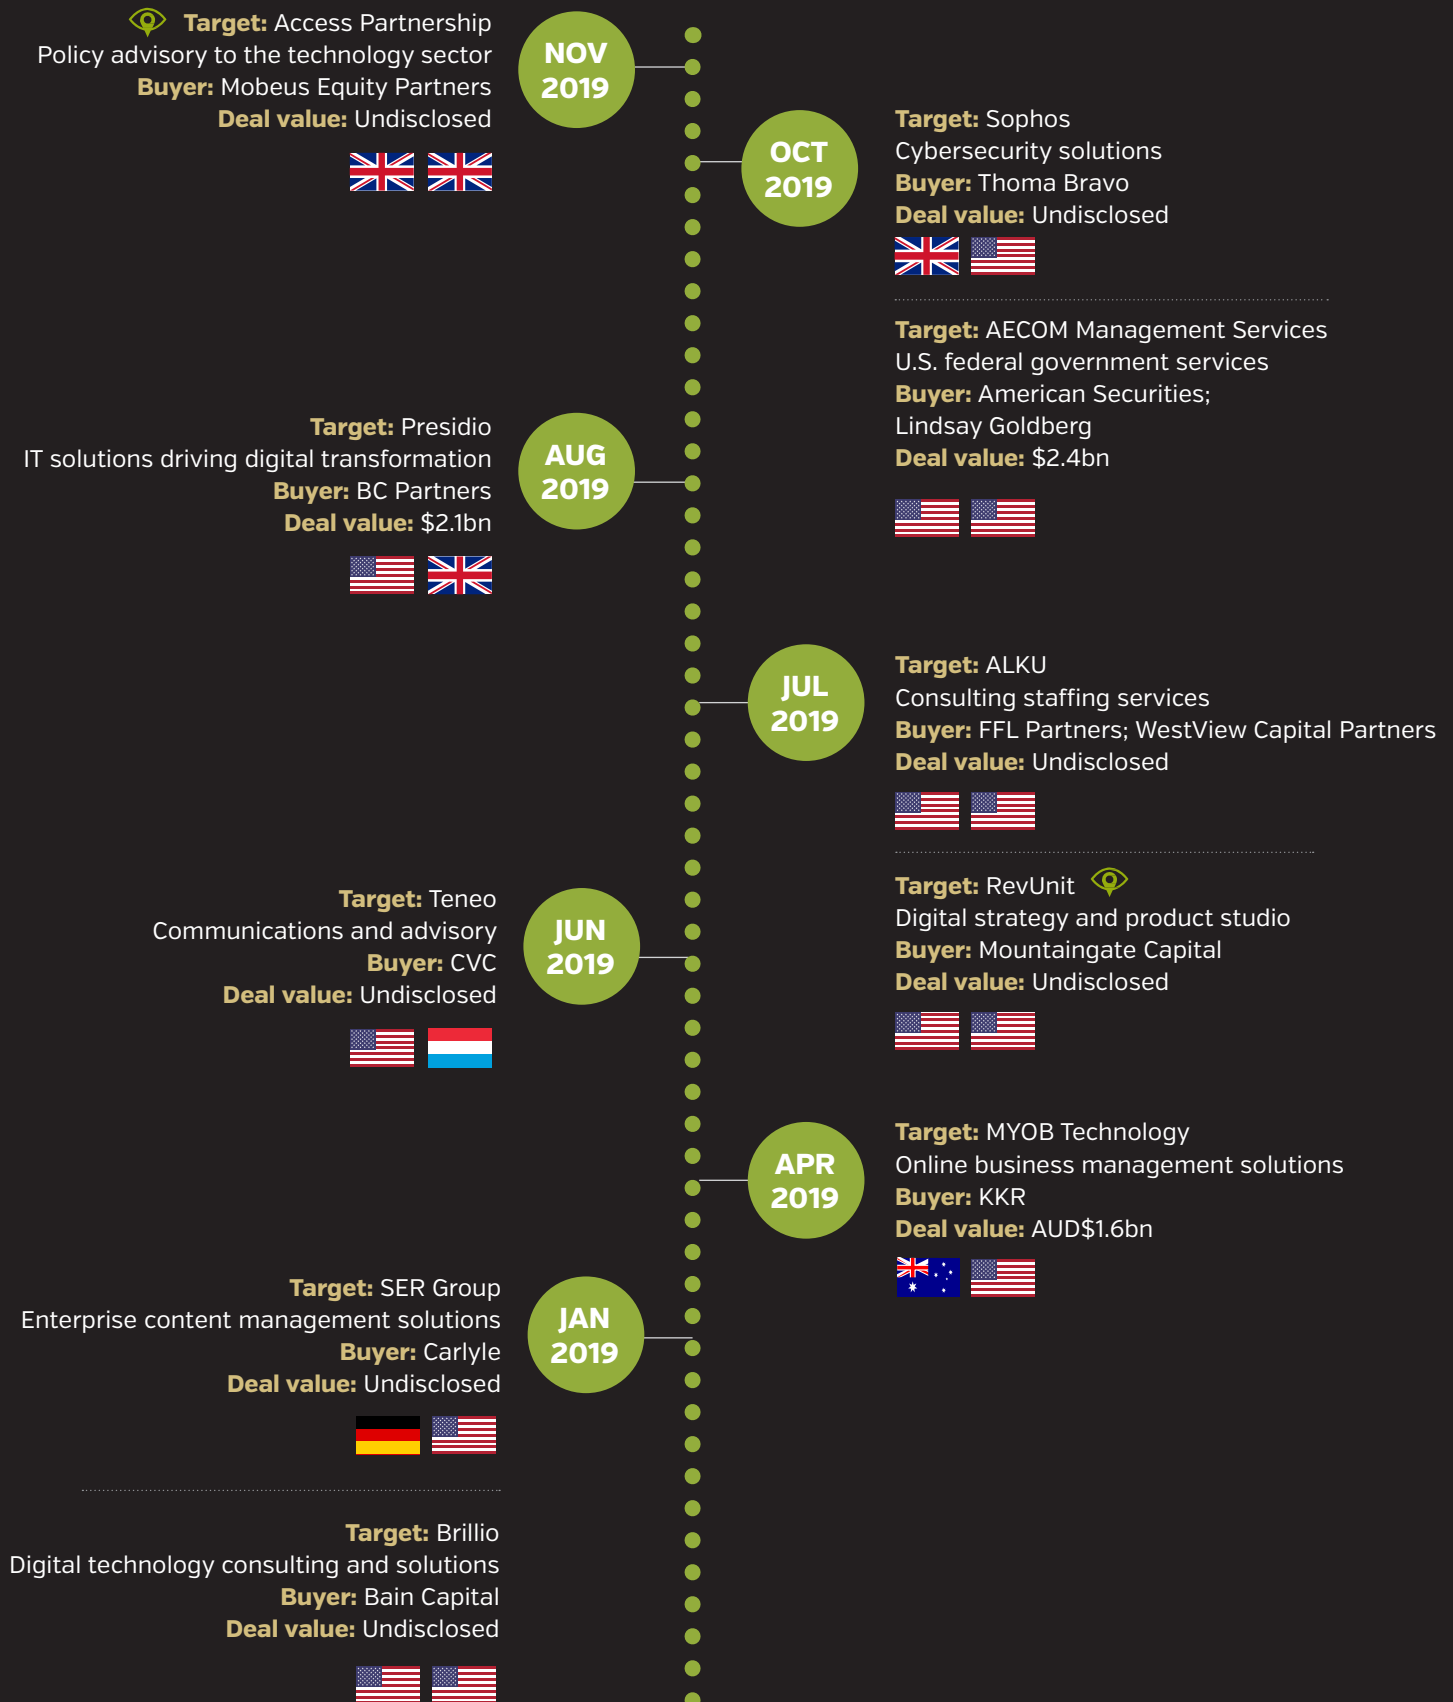 Target: Access Partnership
Policy advisory to the technology sector
Buyer: Mobeus Equity Partners
Deal value: Undisclosed
NOV
2019
OCT
2019
Target: Sophos
Cybersecurity solutions
Buyer: Thoma Bravo
Deal value: Undisclosed
Target: AECOM Management Services
U.S. federal government services
Buyer: American Securities;
Lindsay Goldberg
Deal value: $2.4bn
Target: Presidio
IT solutions driving digital transformation
Buyer: BC Partners
Deal value: $2.1bn
AUG
2019
JUL
2019
Target: ALKU
Consulting staffing services
Buyer: FFL Partners; WestView Capital Partners
Deal value: Undisclosed
Target: RevUnit
Digital strategy and product studio
Buyer: Mountaingate Capital
Deal value: Undisclosed
Target: Teneo
Communications and advisory
Buyer: CVC
Deal value: Undisclosed
JUN
2019
APR
2019
Target: MYOB Technology
Online business management solutions
Buyer: KKR
Deal value: AUD$1.6bn
Target: SER Group
Enterprise content management solutions
Buyer: Carlyle
Deal value: Undisclosed
JAN
2019
Target: Brillio
Digital technology consulting and solutions
Buyer: Bain Capital
Deal value: Undisclosed